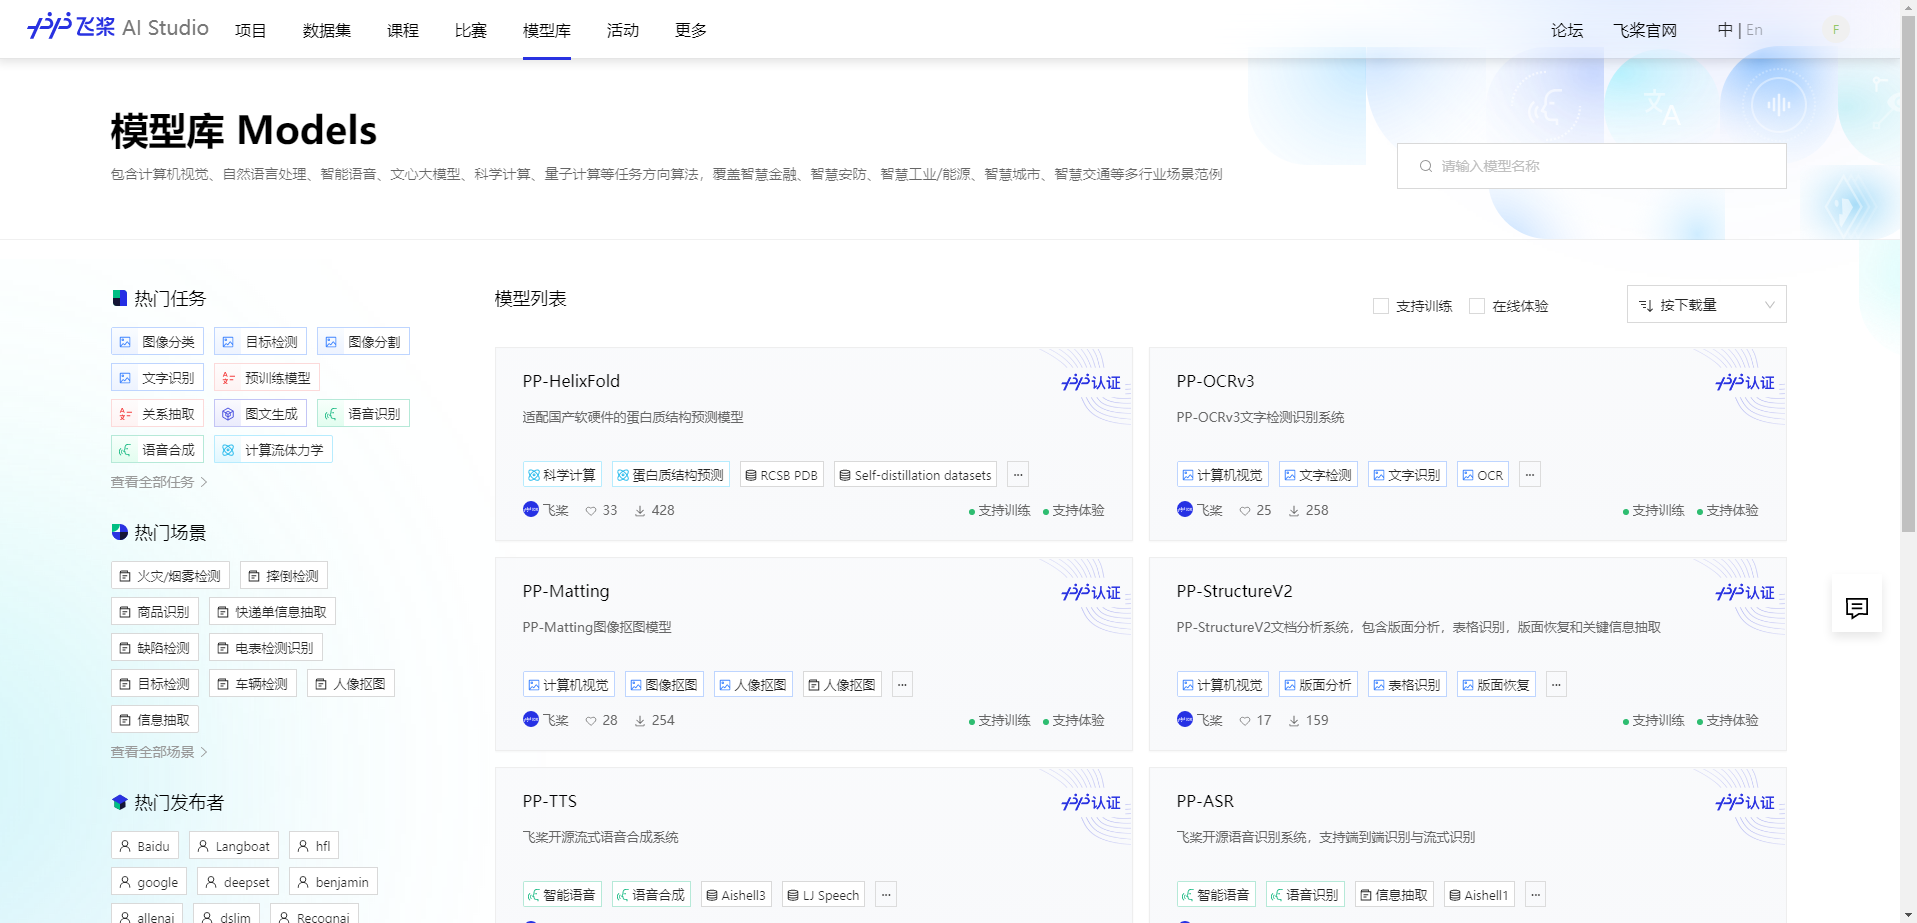 飞桨 AI Studio 项目 数据集 课程 比赛 模型库 活动 更多 论坛 飞桨官网 中 | En F
模型库 Models
包含计算机视觉、自然语言处理、智能语音、文心大模型、科学计算、量子计算等任务方向算法，覆盖智慧金融、智慧安防、智慧工业/能源、智慧城市、智慧交通等多行业场景范例
请输入模型名称
热门任务
图像分类 目标检测 图像分割
文字识别 预训练模型
关系抽取 图文生成 语音识别
语音合成 计算流体力学
查看全部任务
热门场景
火灾/烟雾检测 摔倒检测
商品识别 快递单信息抽取
缺陷检测 电表检测识别
目标检测 车辆检测 人像抠图
信息抽取
查看全部场景
热门发布者
Baidu Langboat hfl
google deepset benjamin
allenai dslim Recognai
模型列表
支持训练 在线体验 按下载量
PP-HelixFold 认证
适配国产软硬件的蛋白质结构预测模型
科学计算 蛋白质结构预测 RCSB PDB Self-distillation datasets ...
飞桨 33 428 支持训练 支持体验
PP-OCRv3 认证
PP-OCRv3文字检测识别系统
计算机视觉 文字检测 文字识别 OCR ...
飞桨 25 258 支持训练 支持体验
PP-Matting 认证
PP-Matting图像抠图模型
计算机视觉 图像抠图 人像抠图 人像抠图 ...
飞桨 28 254 支持训练 支持体验
PP-StructureV2 认证
PP-StructureV2文档分析系统，包含版面分析，表格识别，版面恢复和关键信息抽取
计算机视觉 版面分析 表格识别 版面恢复 ...
飞桨 17 159 支持训练 支持体验
PP-TTS 认证
飞桨开源流式语音合成系统
智能语音 语音合成 Aishell3 LJ Speech ...
PP-ASR 认证
飞桨开源语音识别系统，支持端到端识别与流式识别
智能语音 语音识别 信息抽取 Aishell1 ...